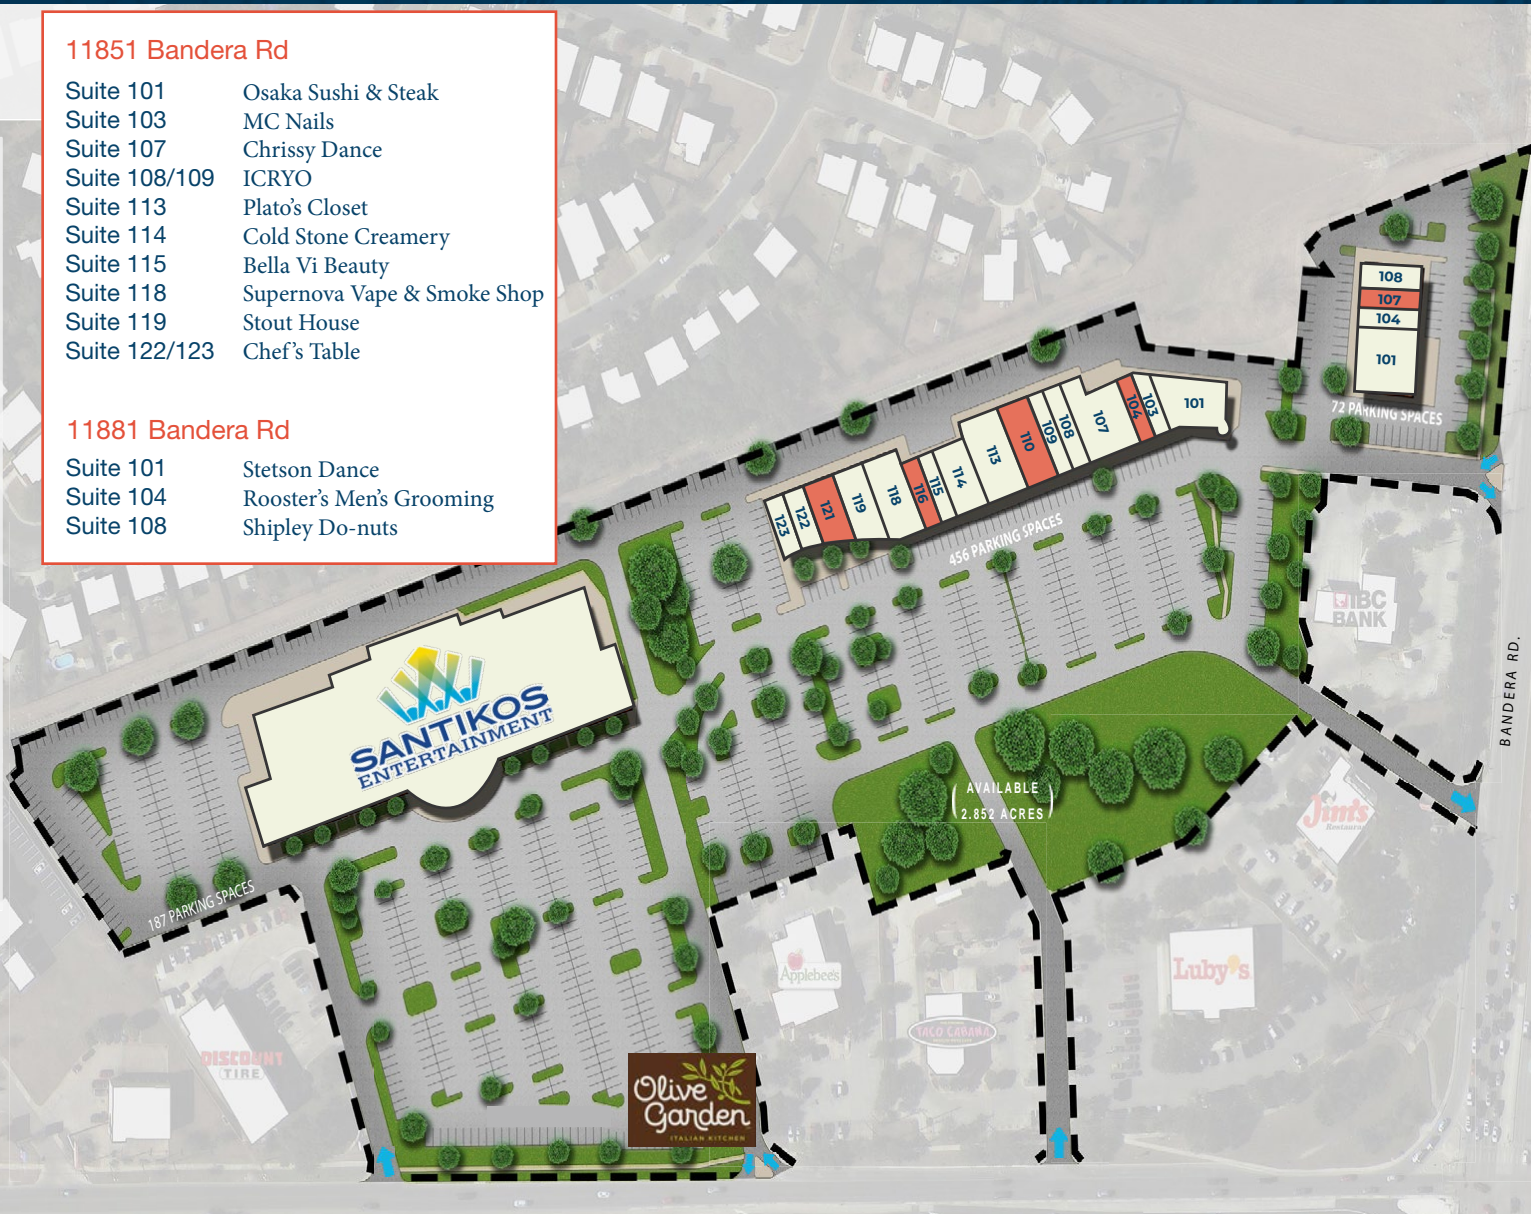 11851 Bandera Rd
Suite 101 Osaka Sushi & Steak
Suite 103 MC Nails
Suite 107 Chrissy Dance
Suite 108/109 ICRYO
Suite 113 Plato's Closet
Suite 114 Cold Stone Creamery
Suite 115 Bella Vi Beauty
Suite 118 Supernova Vape & Smoke Shop
Suite 119 Stout House
Suite 122/123 Chef's Table
11881 Bandera Rd
Suite 101 Stetson Dance
Suite 104 Rooster's Men's Grooming
Suite 108 Shipley Do-nuts
108
107
104
101
72 PARKING SPACES
123
122
121
119
118
116
115
114
113
110
109
108
107
104
103
101
456 PARKING SPACES
IBC
BANK
BANDERA RD.
SANTIKOS
ENTERTAINMENT
AVAILABLE
2.852 ACRES
Jim's
Restaurant
187 PARKING SPACES
Applebee's
Luby's
TACO CABANA
DISCOUNT
TIRE
Olive
Garden
ITALIAN KITCHEN